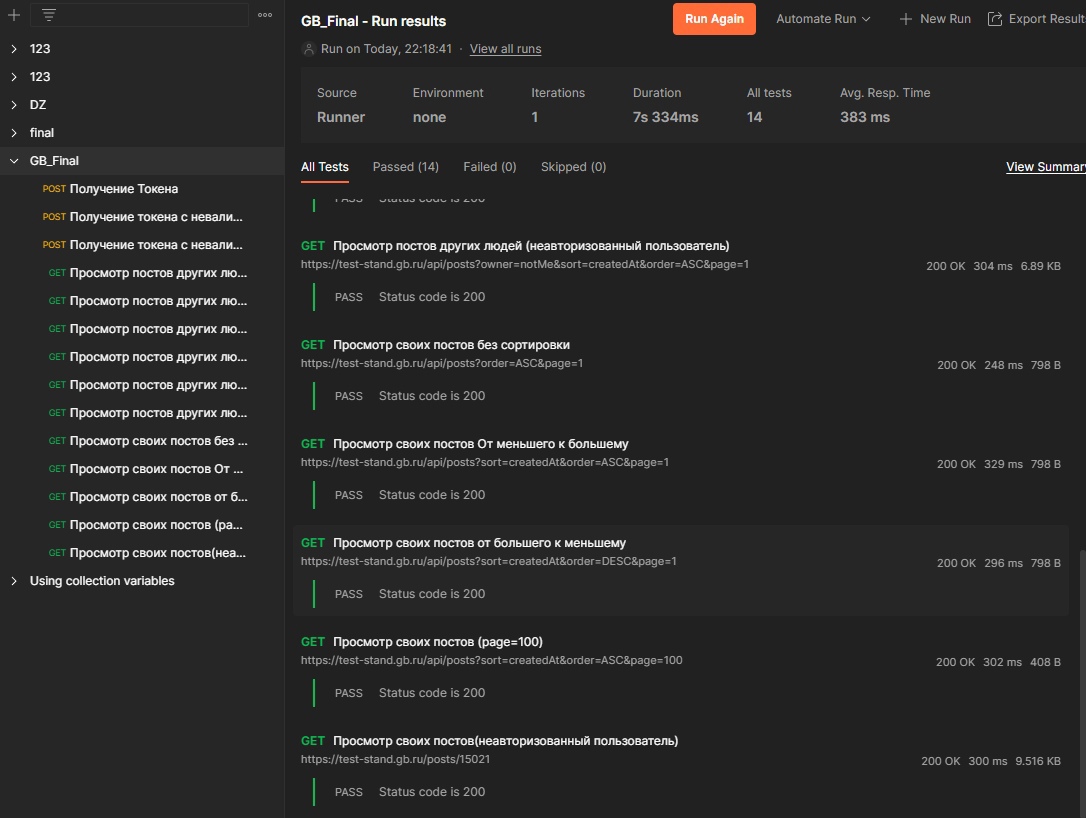 123
123
DZ
final
GB_Final
POST Получение Токена
POST Получение токена с невали...
POST Получение токена с невали...
GET Просмотр постов других лю...
GET Просмотр постов других лю...
GET Просмотр постов других лю...
GET Просмотр постов других лю...
GET Просмотр постов других лю...
GET Просмотр постов других лю...
GET Просмотр своих постов без ...
GET Просмотр своих постов От ...
GET Просмотр своих постов от б...
GET Просмотр своих постов (ра...
GET Просмотр своих постов(неа...
Using collection variables
GB_Final - Run results
Run Again
Automate Run
New Run
Export Result
Run on Today, 22:18:41 · View all runs
Source Environment Iterations Duration All tests Avg. Resp. Time
Runner none 1 7s 334ms 14 383 ms
All Tests Passed (14) Failed (0) Skipped (0) View Summary
PASS Status code is 200
GET Просмотр постов других людей (неавторизованный пользователь)
https://test-stand.gb.ru/api/posts?owner=notMe&sort=createdAt&order=ASC&page=1
200 OK 304 ms 6.89 KB
PASS Status code is 200
GET Просмотр своих постов без сортировки
https://test-stand.gb.ru/api/posts?order=ASC&page=1
200 OK 248 ms 798 B
PASS Status code is 200
GET Просмотр своих постов От меньшего к большему
https://test-stand.gb.ru/api/posts?sort=createdAt&order=ASC&page=1
200 OK 329 ms 798 B
PASS Status code is 200
GET Просмотр своих постов от большего к меньшему
https://test-stand.gb.ru/api/posts?sort=createdAt&order=DESC&page=1
200 OK 296 ms 798 B
PASS Status code is 200
GET Просмотр своих постов (page=100)
https://test-stand.gb.ru/api/posts?sort=createdAt&order=ASC&page=100
200 OK 302 ms 408 B
PASS Status code is 200
GET Просмотр своих постов(неавторизованный пользователь)
https://test-stand.gb.ru/posts/15021
200 OK 300 ms 9.516 KB
PASS Status code is 200